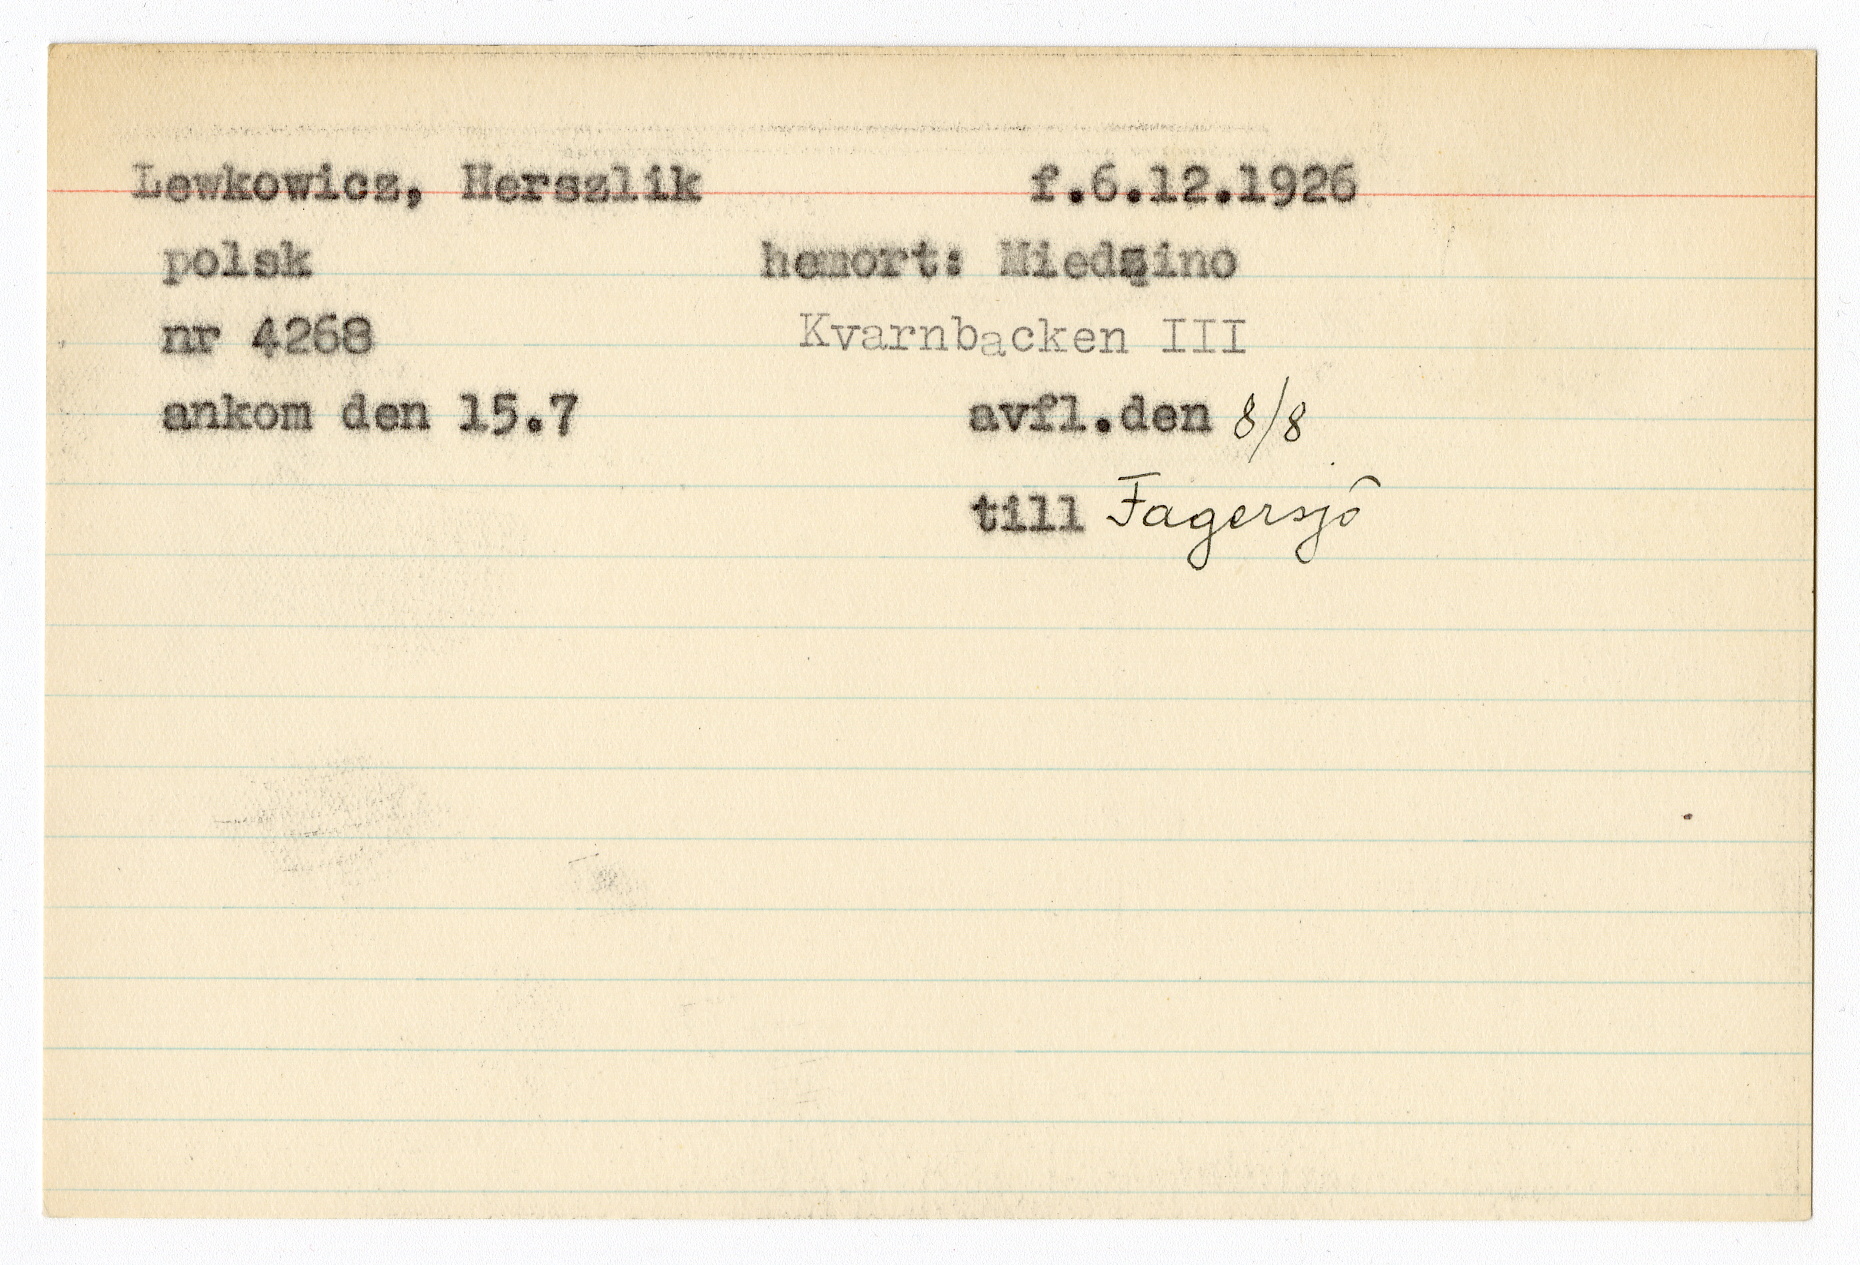 Lewkowicz, Herszlik f.6.12.1926
polsk hemort: Miedzino
nr 4268 Kvarnbacken III
ankom den 15.7 avfl.den 8/8
till Fagersjö